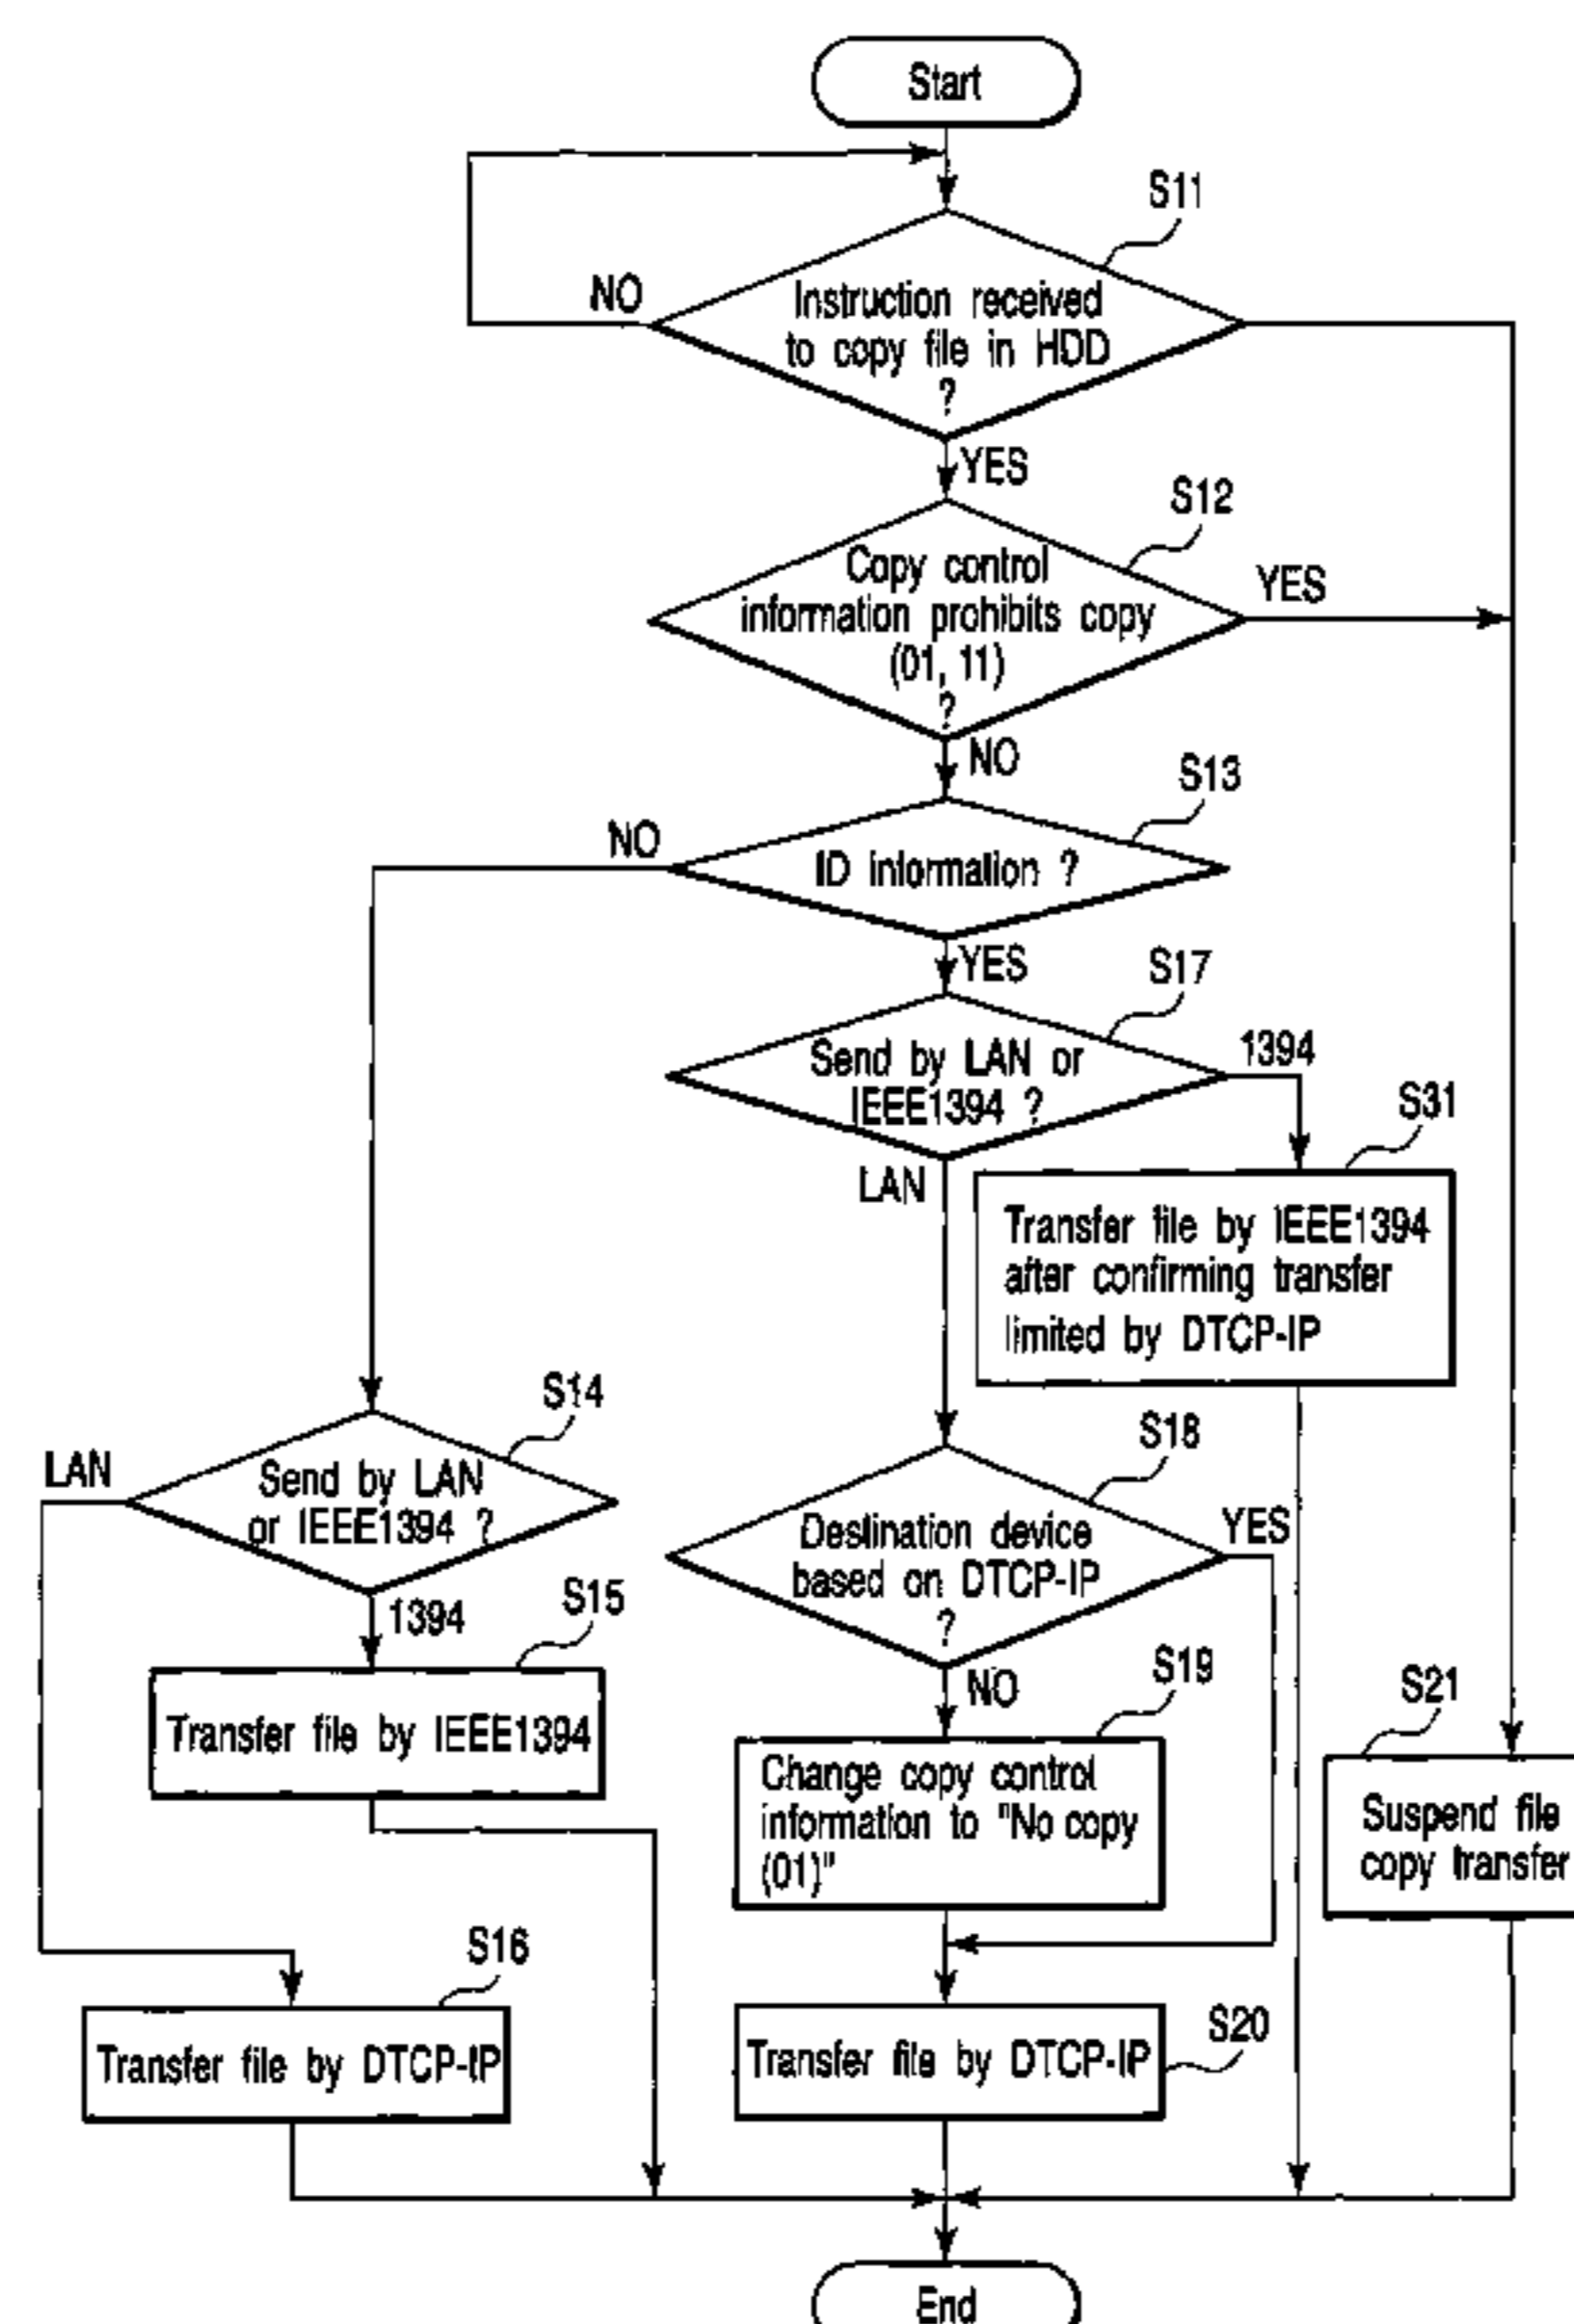 Start
S11
NO
Instruction received
to copy file in HDD
?
YES
S12
Copy control
information prohibits copy
(01, 11)
?
YES
NO
S13
NO
ID information ?
YES
S17
Send by LAN or
IEEE1394 ?
1394
LAN
S31
Transfer file by IEEE1394
after confirming transfer
limited by DTCP-IP
S14
LAN
Send by LAN
or IEEE1394 ?
1394
S15
Transfer file by IEEE1394
S18
Destination device
based on DTCP-IP
?
YES
NO
S19
Change copy control
information to "No copy
(01)"
S21
Suspend file
copy transfer
S16
Transfer file by DTCP-IP
S20
Transfer file by DTCP-IP
End